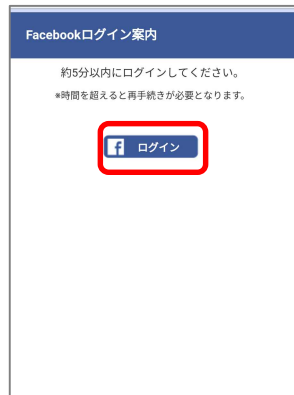 Facebookログイン案内
約5分以内にログインしてください。
*時間を超えると再手続きが必要となります。
f ログイン